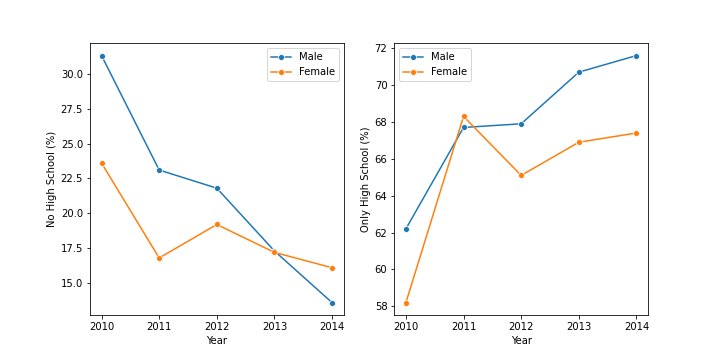 No High School (%)
30.0
27.5
25.0
22.5
20.0
17.5
15.0
2010 2011 2012 2013 2014
Year
Male
Female
Only High School (%)
72
70
68
66
64
62
60
58
2010 2011 2012 2013 2014
Year
Male
Female